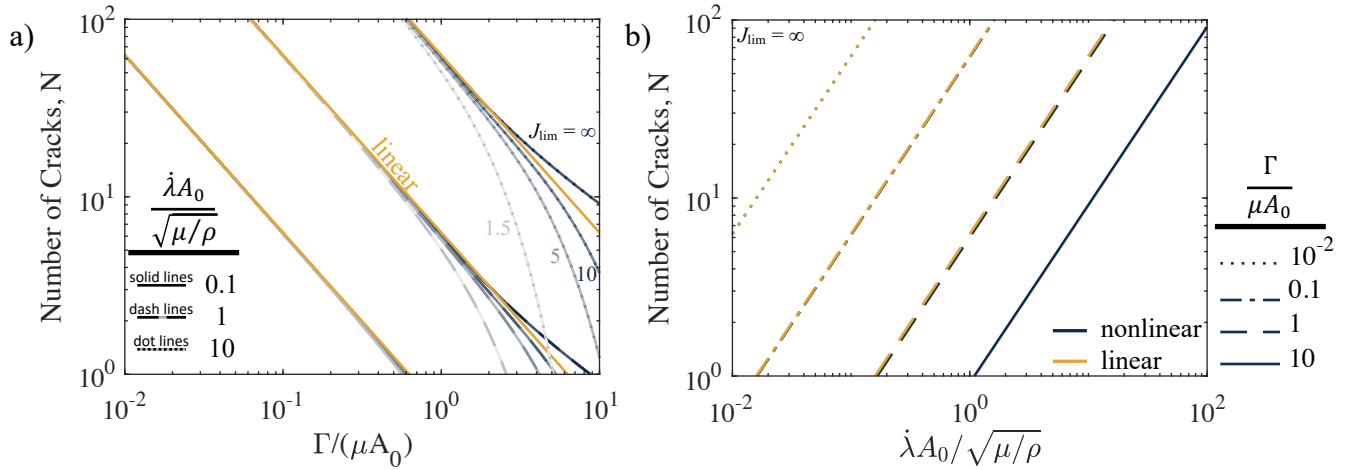 a)
Number of Cracks, N
10^2
10^1
10^0
10^-2
10^-1
10^0
10^1
Γ/(μA_0)
linear
J_lim = ∞
1.5
5
10
λ̇A_0
√(μ/ρ)
solid lines 0.1
dash lines 1
dot lines 10
b)
Number of Cracks, N
J_lim = ∞
10^2
10^1
10^0
10^-2
10^0
10^2
λ̇A_0/√(μ/ρ)
nonlinear
linear
Γ
μA_0
10^-2
0.1
1
10